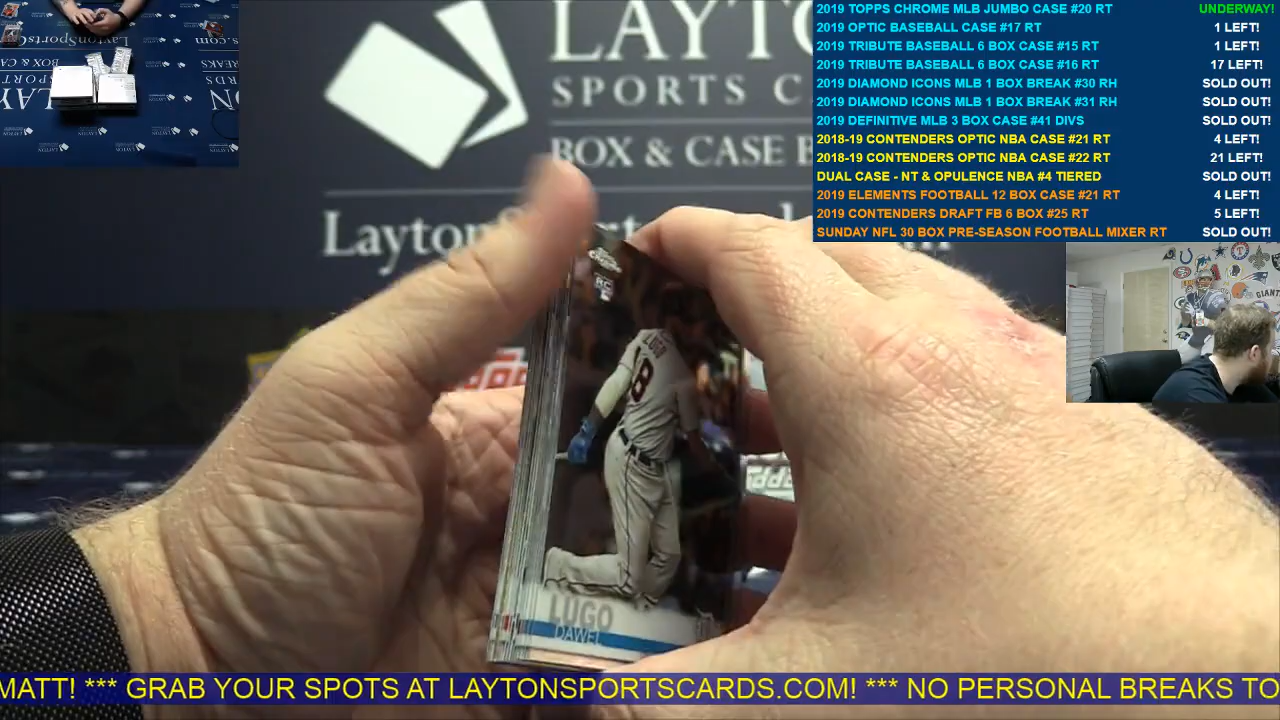 LAYTO
SPORTS C
BOX & CASE B
LaytonS
2019 TOPPS CHROME MLB JUMBO CASE #20 RT UNDERWAY!
2019 OPTIC BASEBALL CASE #17 RT 1 LEFT!
2019 TRIBUTE BASEBALL 6 BOX CASE #15 RT 1 LEFT!
2019 TRIBUTE BASEBALL 6 BOX CASE #16 RT 17 LEFT!
2019 DIAMOND ICONS MLB 1 BOX BREAK #30 RH SOLD OUT!
2019 DIAMOND ICONS MLB 1 BOX BREAK #31 RH SOLD OUT!
2019 DEFINITIVE MLB 3 BOX CASE #41 DIVS SOLD OUT!
2018-19 CONTENDERS OPTIC NBA CASE #21 RT 4 LEFT!
2018-19 CONTENDERS OPTIC NBA CASE #22 RT 21 LEFT!
DUAL CASE - NT & OPULENCE NBA #4 TIERED SOLD OUT!
2019 ELEMENTS FOOTBALL 12 BOX CASE #21 RT 4 LEFT!
2019 CONTENDERS DRAFT FB 6 BOX #25 RT 5 LEFT!
SUNDAY NFL 30 BOX PRE-SEASON FOOTBALL MIXER RT SOLD OUT!
RC
LUGO
18
LUGO
DAWEL
MATT! *** GRAB YOUR SPOTS AT LAYTONSPORTSCARDS.COM! *** NO PERSONAL BREAKS TO